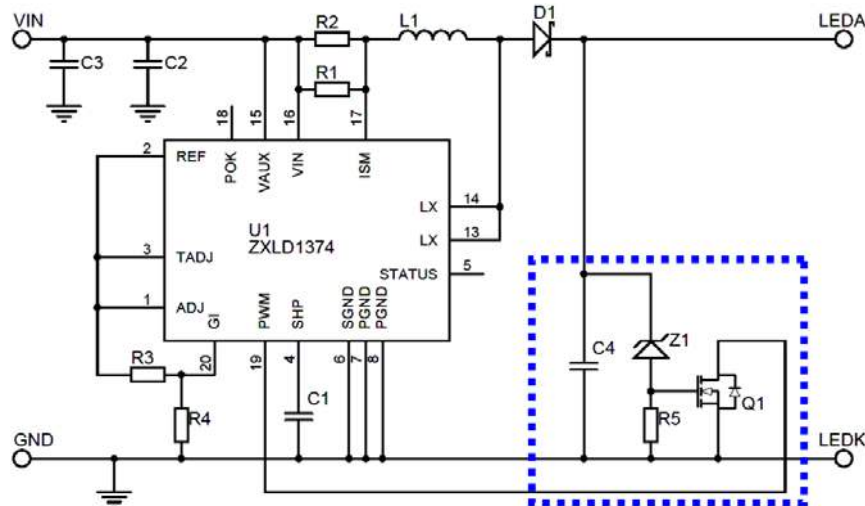 VIN
R2
L1
D1
LEDA
C3
C2
R1
18
15
16
17
2
REF
POK
VAUX
VIN
ISM
LX
14
U1
ZXLD1374
LX
13
3
TADJ
STATUS
5
1
ADJ
GI
PWM
SHP
SGND
PGND
PGND
R3
20
19
4
6
7
8
C4
Z1
R4
C1
R5
Q1
GND
LEDK